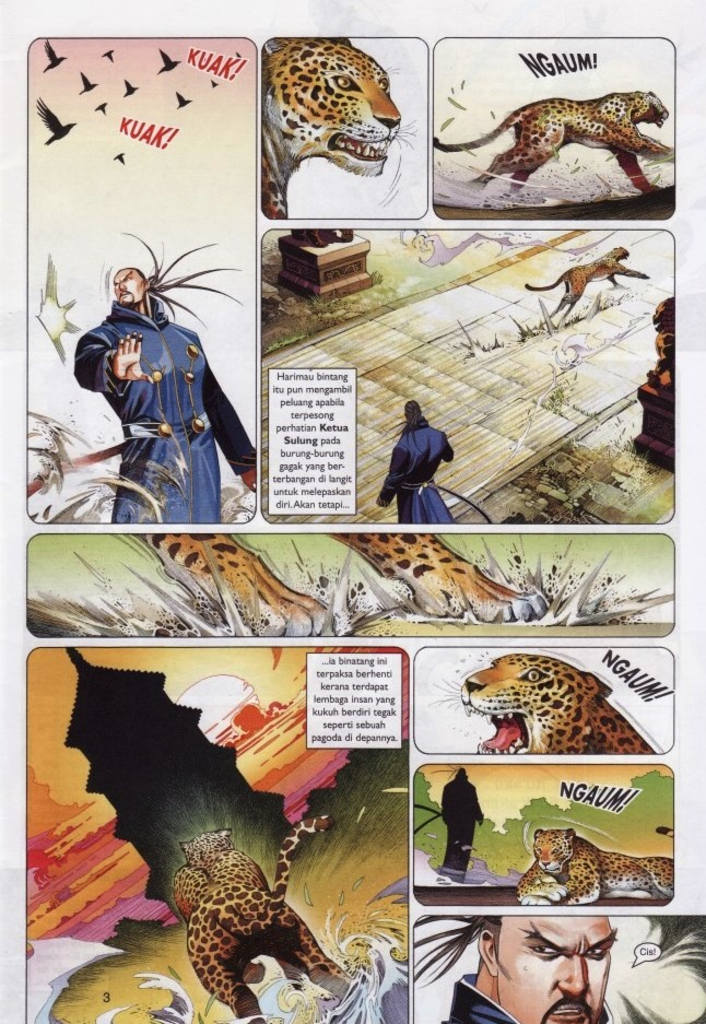 KUAK!
KUAK!
NGAUM!
Harimau bintang
itu pun mengambil
peluang apabila
terpesong
perhatian Ketua
Sulung pada
burung-burung
gagak yang ber-
terbangan di langit
untuk melepaskan
diri. Akan tetapi...
...ia binatang ini
terpaksa berhenti
kerana terdapat
lembaga insan yang
kukuh berdiri tegak
seperti sebuah
pagoda di depannya.
NGAUM!
NGAUM!
Cis!
3